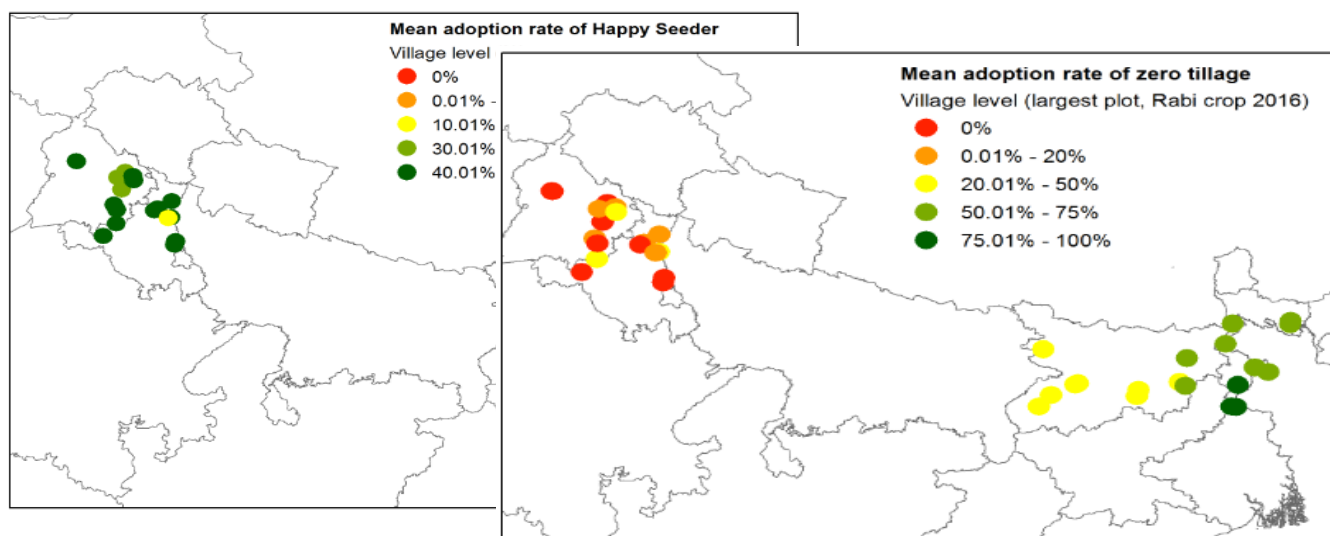 Mean adoption rate of Happy Seeder
Village level
0%
0.01% -
10.01%
30.01%
40.01%
Mean adoption rate of zero tillage
Village level (largest plot, Rabi crop 2016)
0%
0.01% - 20%
20.01% - 50%
50.01% - 75%
75.01% - 100%